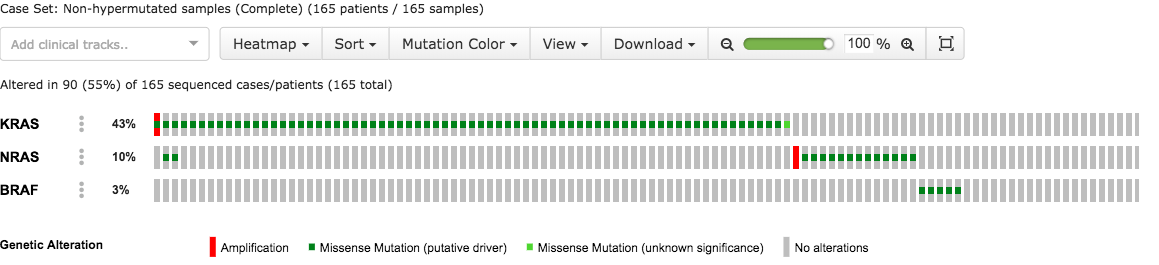 Case Set: Non-hypermutated samples (Complete) (165 patients / 165 samples)
Add clinical tracks.. Heatmap Sort Mutation Color View Download 100 %
Altered in 90 (55%) of 165 sequenced cases/patients (165 total)
KRAS 43%
NRAS 10%
BRAF 3%
Genetic Alteration Amplification Missense Mutation (putative driver) Missense Mutation (unknown significance) No alterations